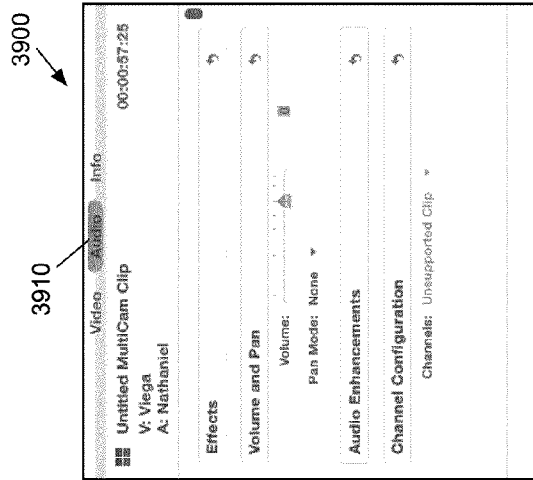 3900
3910
Video Audio Info
Untitled MultiCam Clip 00:00:57:25
V: Viega
A: Nathaniel
Effects
Volume and Pan
Volume:
Pan Mode: None
Audio Enhancements
Channel Configuration
Channels: Unsupported Clip